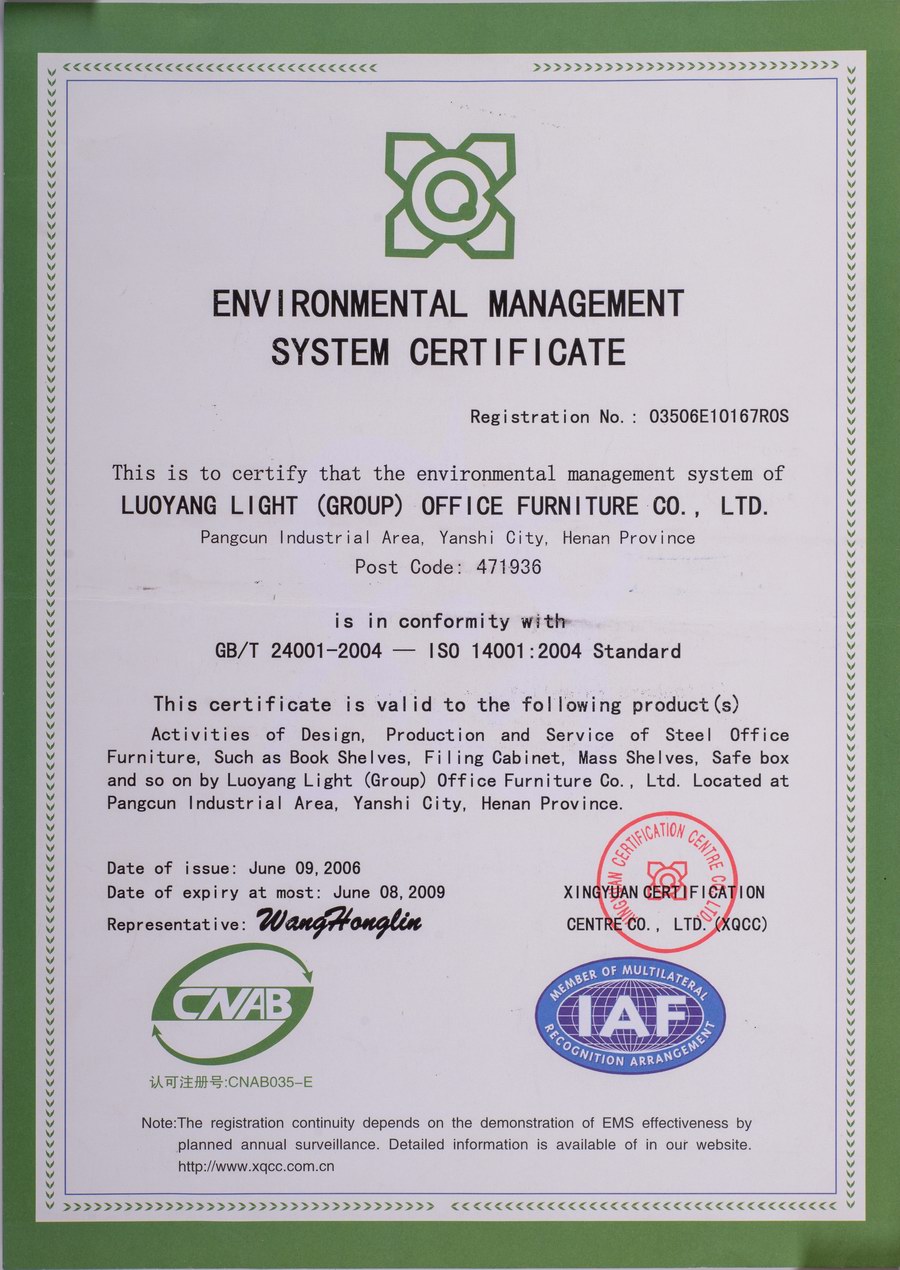 ENVIRONMENTAL MANAGEMENT
SYSTEM CERTIFICATE
Registration No.: 03506E10167R0S
This is to certify that the environmental management system of
LUOYANG LIGHT (GROUP) OFFICE FURNITURE CO., LTD.
Pangcun Industrial Area, Yanshi City, Henan Province
Post Code: 471936
is in conformity with
GB/T 24001-2004 — ISO 14001:2004 Standard
This certificate is valid to the following product(s)
Activities of Design, Production and Service of Steel Office
Furniture, Such as Book Shelves, Filing Cabinet, Mass Shelves, Safe box
and so on by Luoyang Light (Group) Office Furniture Co., Ltd. Located at
Pangcun Industrial Area, Yanshi City, Henan Province.
Date of issue: June 09,2006
Date of expiry at most: June 08,2009
Representative: WangHonglin
XINGYUAN CERTIFICATION
CENTRE CO., LTD. (XQCC)
XINGYUAN CERTIFICATION CENTRE CO., LTD.
CNAB
认可注册号:CNAB035-E
MEMBER OF MULTILATERAL
IAF
RECOGNITION ARRANGEMENT
Note:The registration continuity depends on the demonstration of EMS effectiveness by
planned annual surveillance. Detailed information is available of in our website.
http://www.xqcc.com.cn